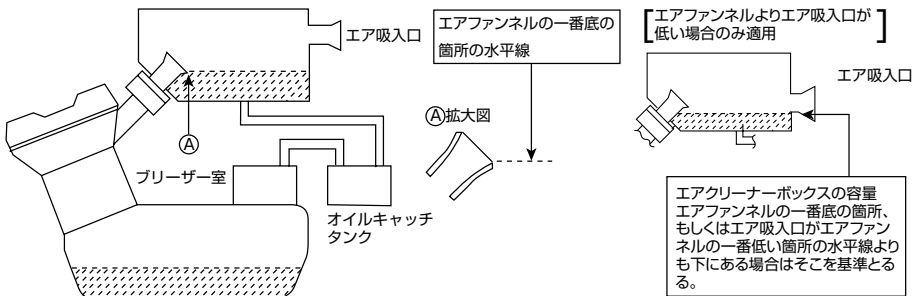 エア吸入口
Ⓐ
ブリーザー室
オイルキャッチ
タンク
エアファンネルの一番底の
箇所の水平線
Ⓐ拡大図
エアファンネルよりエア吸入口が
低い場合のみ適用
エア吸入口
エアクリーナーボックスの容量
エアファンネルの一番底の箇所、
もしくはエア吸入口がエアファン
ネルの一番低い箇所の水平線より
も下にある場合はそこを基準とる
る。